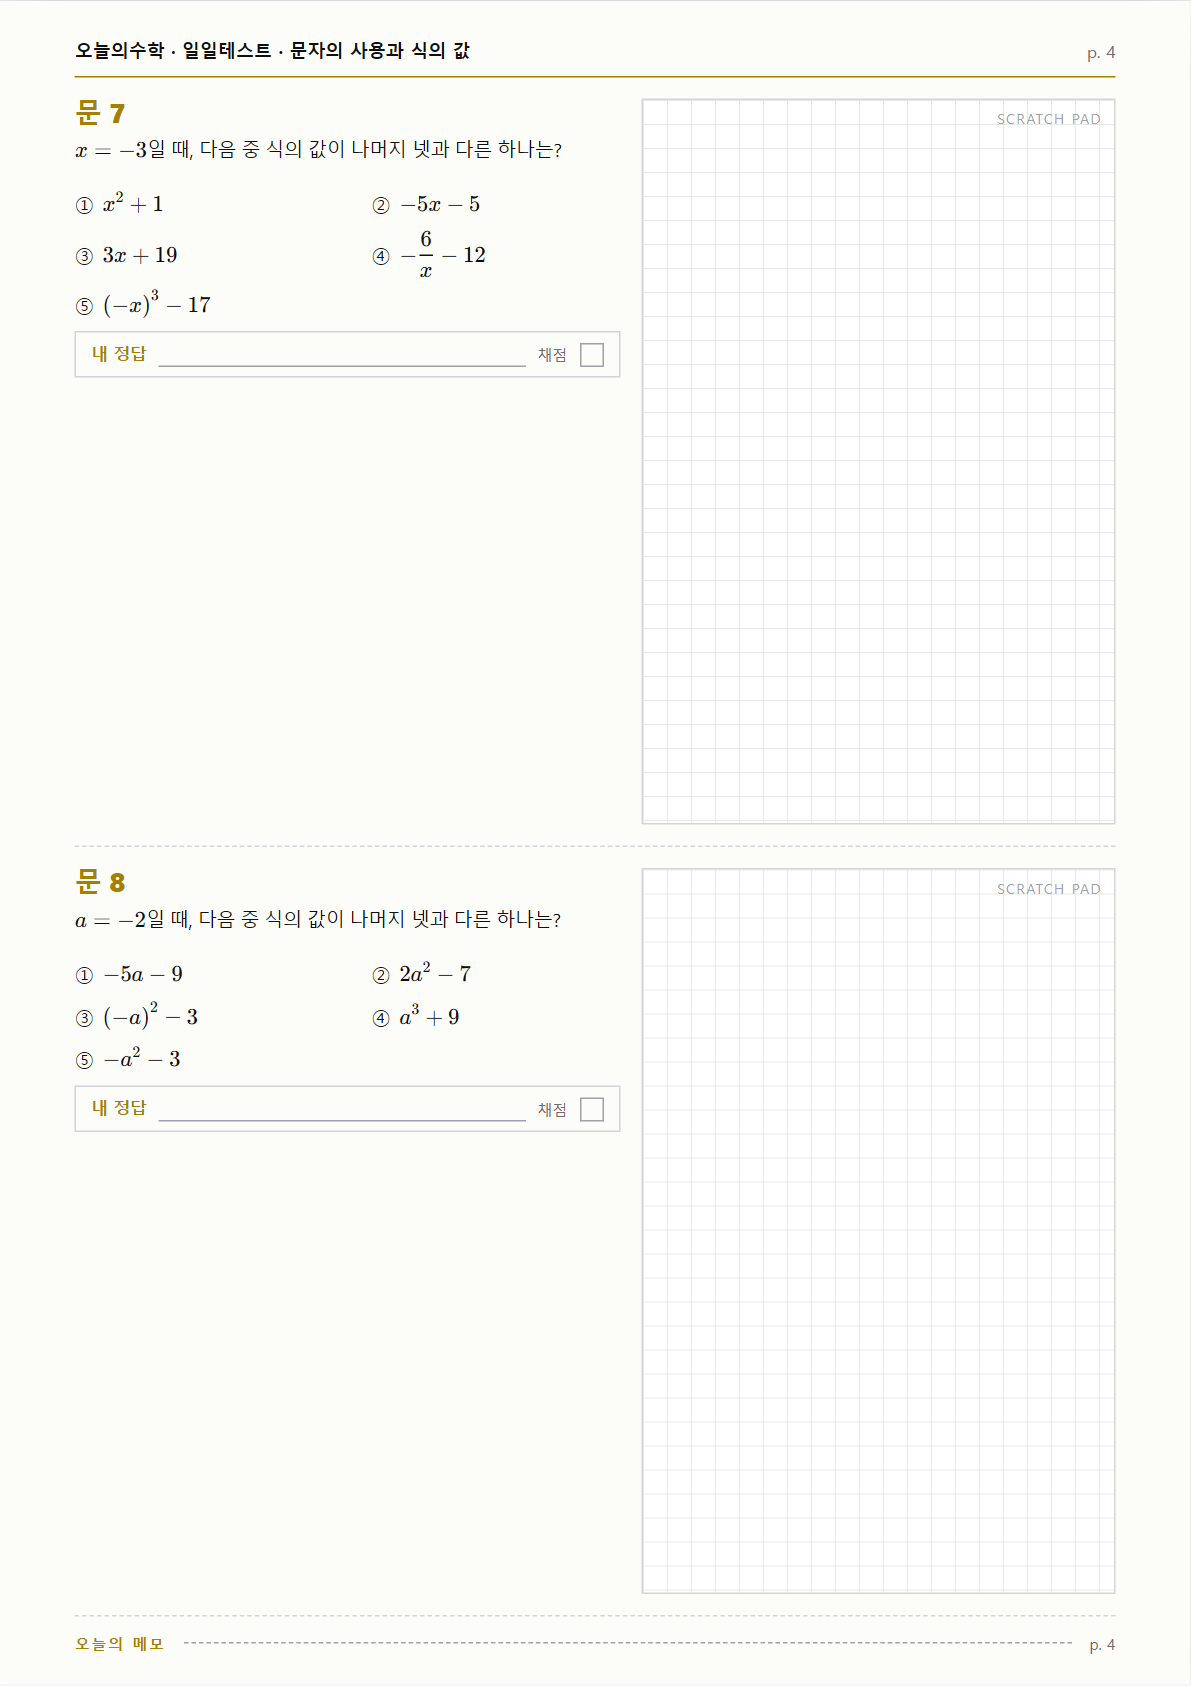 오늘의수학 · 일일테스트 · 문자의 사용과 식의 값
p. 4
문 7
x = −3일 때, 다음 중 식의 값이 나머지 넷과 다른 하나는?
① x² + 1
② −5x − 5
③ 3x + 19
④ −6/x − 12
⑤ (−x)³ − 17
내 정답
채점
SCRATCH PAD
문 8
a = −2일 때, 다음 중 식의 값이 나머지 넷과 다른 하나는?
① −5a − 9
② 2a² − 7
③ (−a)² − 3
④ a³ + 9
⑤ −a² − 3
내 정답
채점
SCRATCH PAD
오늘의 메모
p. 4